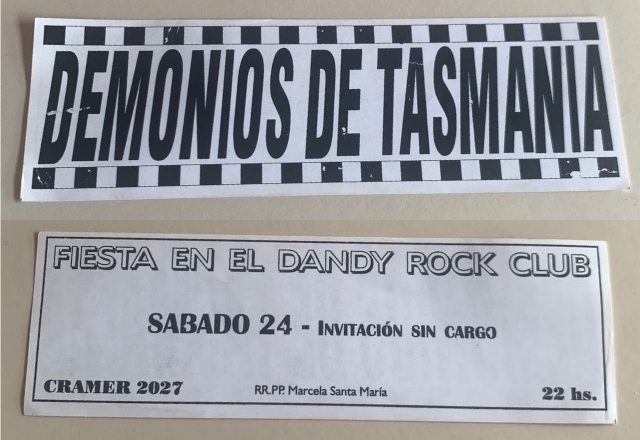 DEMONIOS DE TASMANIA
FIESTA EN EL DANDY ROCK CLUB
SABADO 24 - INVITACIÓN SIN CARGO
CRAMER 2027 RR.PP. Marcela Santa María 22 hs.